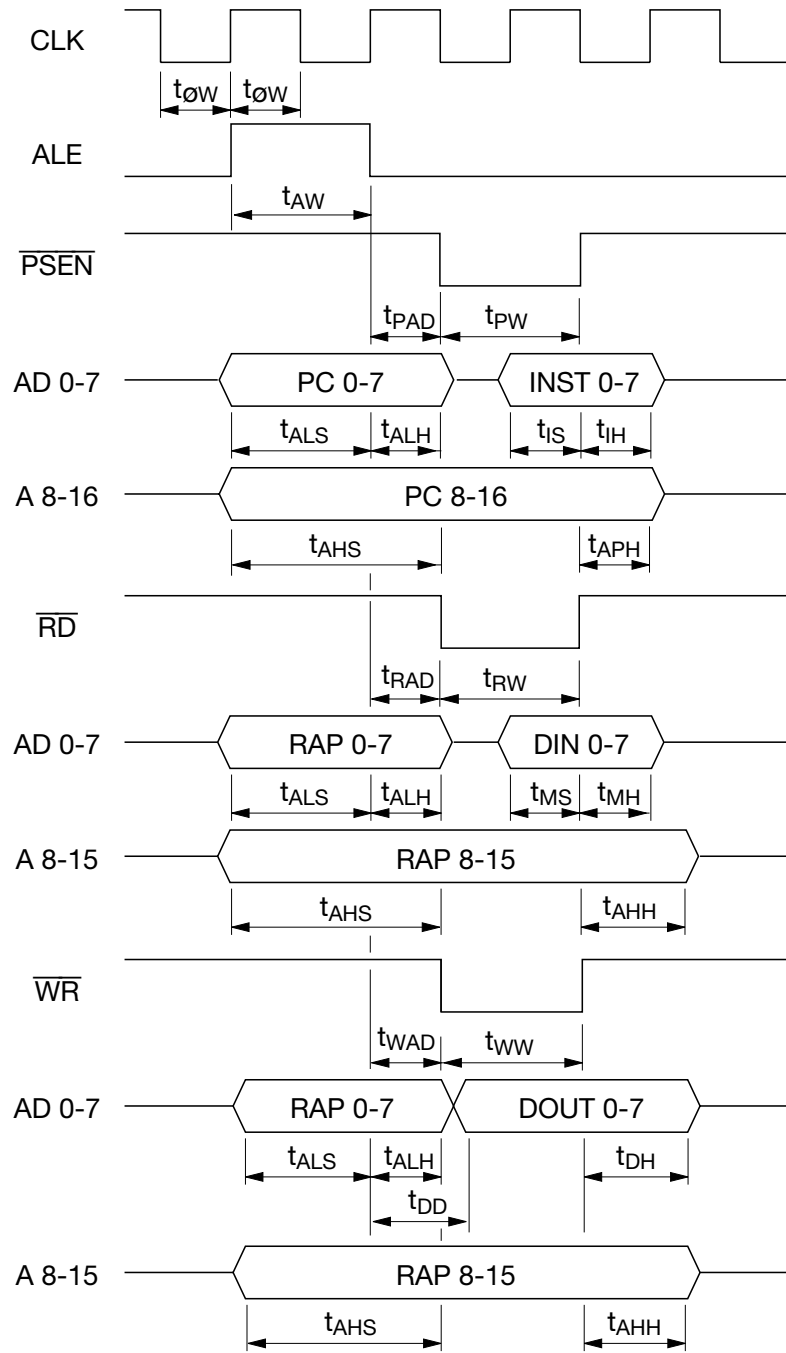 CLK
tøW tøW
ALE
tAW
PSEN
tPAD tPW
AD 0-7 PC 0-7 INST 0-7
tALS tALH tIS tIH
A 8-16 PC 8-16
tAHS tAPH
RD
tRAD tRW
AD 0-7 RAP 0-7 DIN 0-7
tALS tALH tMS tMH
A 8-15 RAP 8-15
tAHS tAHH
WR
tWAD tWW
AD 0-7 RAP 0-7 DOUT 0-7
tALS tALH tDH
tDD
A 8-15 RAP 8-15
tAHS tAHH